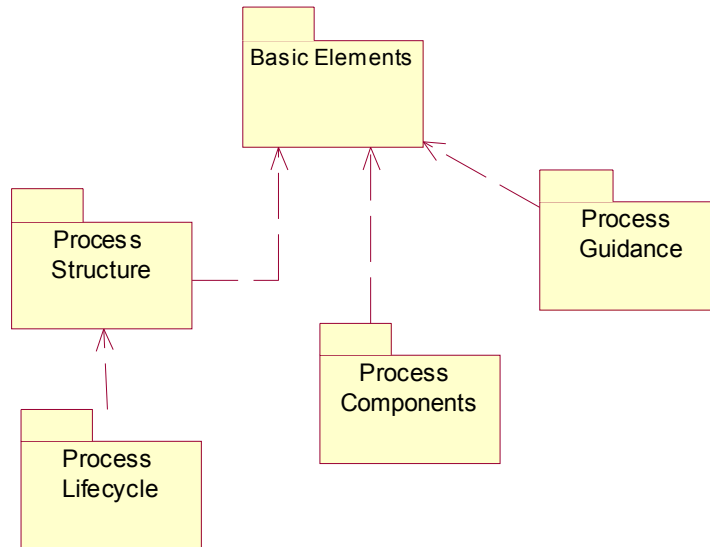 Basic Elements
Process
Structure
Process
Guidance
Process
Components
Process
Lifecycle